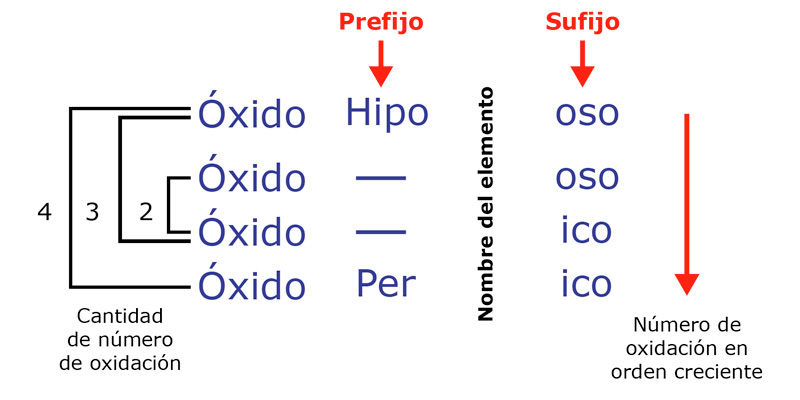 Prefijo Sufijo
Óxido Hipo oso
Óxido — oso
Óxido — ico
Óxido Per ico
4 3 2
Nombre del elemento
Cantidad
de número
de oxidación
Número de
oxidación en
orden creciente